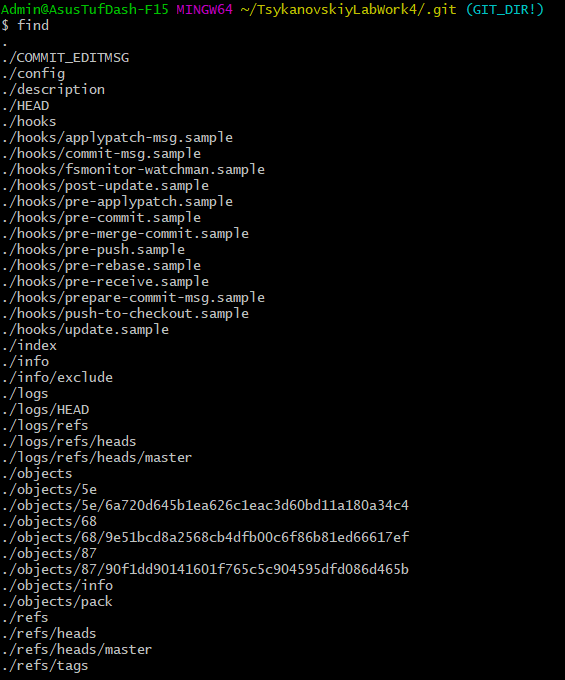 Admin@AsusTufDash-F15 MINGW64 ~/TsykanovskiyLabWork4/.git (GIT_DIR!)
$ find
.
./COMMIT_EDITMSG
./config
./description
./HEAD
./hooks
./hooks/applypatch-msg.sample
./hooks/commit-msg.sample
./hooks/fsmonitor-watchman.sample
./hooks/post-update.sample
./hooks/pre-applypatch.sample
./hooks/pre-commit.sample
./hooks/pre-merge-commit.sample
./hooks/pre-push.sample
./hooks/pre-rebase.sample
./hooks/pre-receive.sample
./hooks/prepare-commit-msg.sample
./hooks/push-to-checkout.sample
./hooks/update.sample
./index
./info
./info/exclude
./logs
./logs/HEAD
./logs/refs
./logs/refs/heads
./logs/refs/heads/master
./objects
./objects/5e
./objects/5e/6a720d645b1ea626c1eac3d60bd11a180a34c4
./objects/68
./objects/68/9e51bcd8a2568cb4dfb00c6f86b81ed66617ef
./objects/87
./objects/87/90f1dd90141601f765c5c904595dfd086d465b
./objects/info
./objects/pack
./refs
./refs/heads
./refs/heads/master
./refs/tags